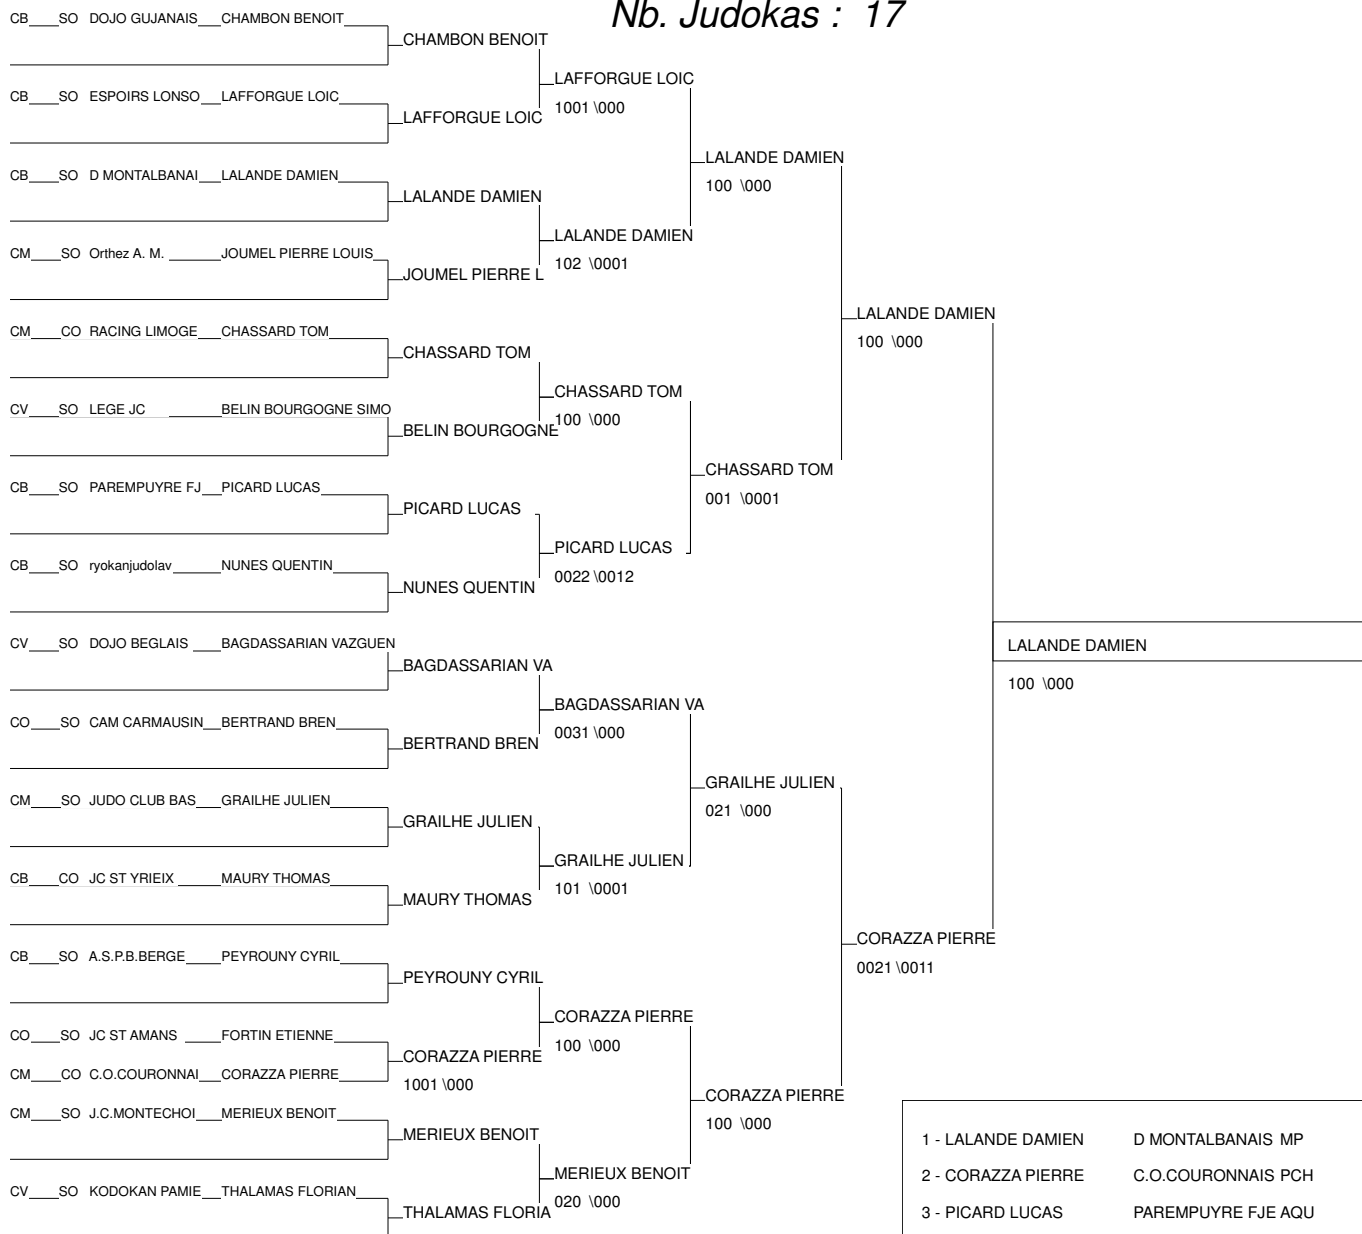 Nb. Judokas : 17
CB SO DOJO GUJANAIS CHAMBON BENOIT
CHAMBON BENOIT
LAFFORGUE LOIC
1001 \000
CB SO ESPOIRS LONSO LAFFORGUE LOIC
LAFFORGUE LOIC
LALANDE DAMIEN
100 \000
CB SO D MONTALBANAI LALANDE DAMIEN
LALANDE DAMIEN
LALANDE DAMIEN
102 \0001
CM SO Orthez A. M. JOUMEL PIERRE LOUIS
JOUMEL PIERRE L
LALANDE DAMIEN
100 \000
CM CO RACING LIMOGE CHASSARD TOM
CHASSARD TOM
CHASSARD TOM
100 \000
CV SO LEGE JC BELIN BOURGOGNE SIMO
BELIN BOURGOGNE
CHASSARD TOM
001 \0001
CB SO PAREMPUYRE FJ PICARD LUCAS
PICARD LUCAS
PICARD LUCAS
0022 \0012
CB SO ryokanjudolav NUNES QUENTIN
NUNES QUENTIN
LALANDE DAMIEN
100 \000
CV SO DOJO BEGLAIS BAGDASSARIAN VAZGUEN
BAGDASSARIAN VA
BAGDASSARIAN VA
0031 \000
CO SO CAM CARMAUSIN BERTRAND BREN
BERTRAND BREN
GRAILHE JULIEN
021 \000
CM SO JUDO CLUB BAS GRAILHE JULIEN
GRAILHE JULIEN
GRAILHE JULIEN
101 \0001
CB CO JC ST YRIEIX MAURY THOMAS
MAURY THOMAS
CORAZZA PIERRE
0021 \0011
CB SO A.S.P.B.BERGE PEYROUNY CYRIL
PEYROUNY CYRIL
CORAZZA PIERRE
100 \000
CO SO JC ST AMANS FORTIN ETIENNE
CORAZZA PIERRE
1001 \000
CM CO C.O.COURONNAI CORAZZA PIERRE
CORAZZA PIERRE
100 \000
CM SO J.C.MONTECHOI MERIEUX BENOIT
MERIEUX BENOIT
MERIEUX BENOIT
020 \000
CV SO KODOKAN PAMIE THALAMAS FLORIAN
THALAMAS FLORIA
1 - LALANDE DAMIEN D MONTALBANAIS MP
2 - CORAZZA PIERRE C.O.COURONNAIS PCH
3 - PICARD LUCAS PAREMPUYRE FJE AQU